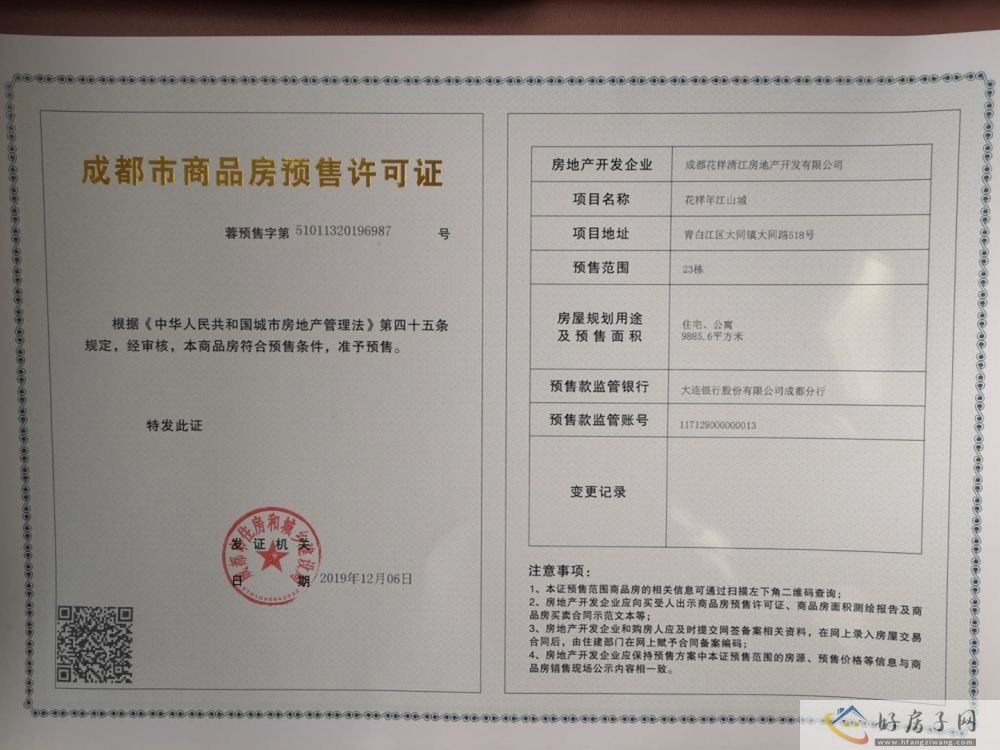 成都市商品房预售许可证
蓉预售字第 51011320196987 号
根据《中华人民共和国城市房地产管理法》第四十五条
规定，经审核，本商品房符合预售条件，准予预售。
特发此证
发证机关
日 期 2019年12月06日
房地产开发企业 成都花样清江房地产开发有限公司
项目名称 花样年江山城
项目地址 青白江区大同镇大同路518号
预售范围 23栋
房屋规划用途
及预售面积
住宅、公寓
9885.6平方米
预售款监管银行 大连银行股份有限公司成都分行
预售款监管账号 117129000000013
变更记录
注意事项：
1、本证预售范围商品房的相关信息可通过扫描左下角二维码查询；
2、房地产开发企业应向买受人出示商品房预售许可证、商品房面积测绘报告及商
品房买卖合同示范文本等；
3、房地产开发企业和购房人应及时提交网签备案相关资料，在网上录入房屋交易
合同后，由住建部门在网上赋予合同备案编码；
4、房地产开发企业应保持预售方案中本证预售范围的房源、预售价格等信息与商
品房销售现场公示内容相一致。
好房子网
www.hfangziwang.com